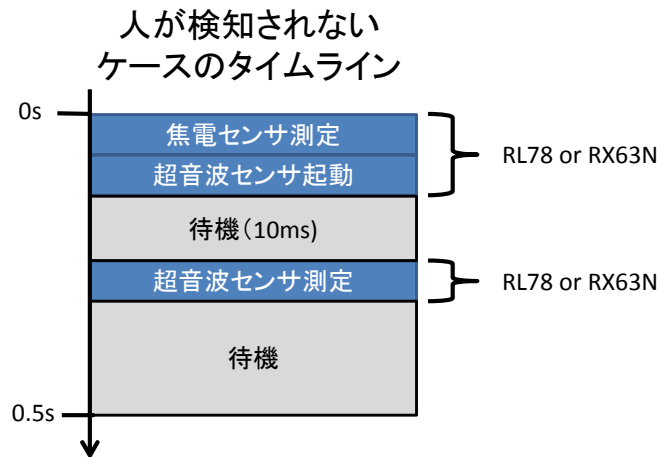 人が検知されない
ケースのタイムライン
0s
焦電センサ測定
超音波センサ起動
RL78 or RX63N
待機（10ms)
超音波センサ測定
RL78 or RX63N
待機
0.5s